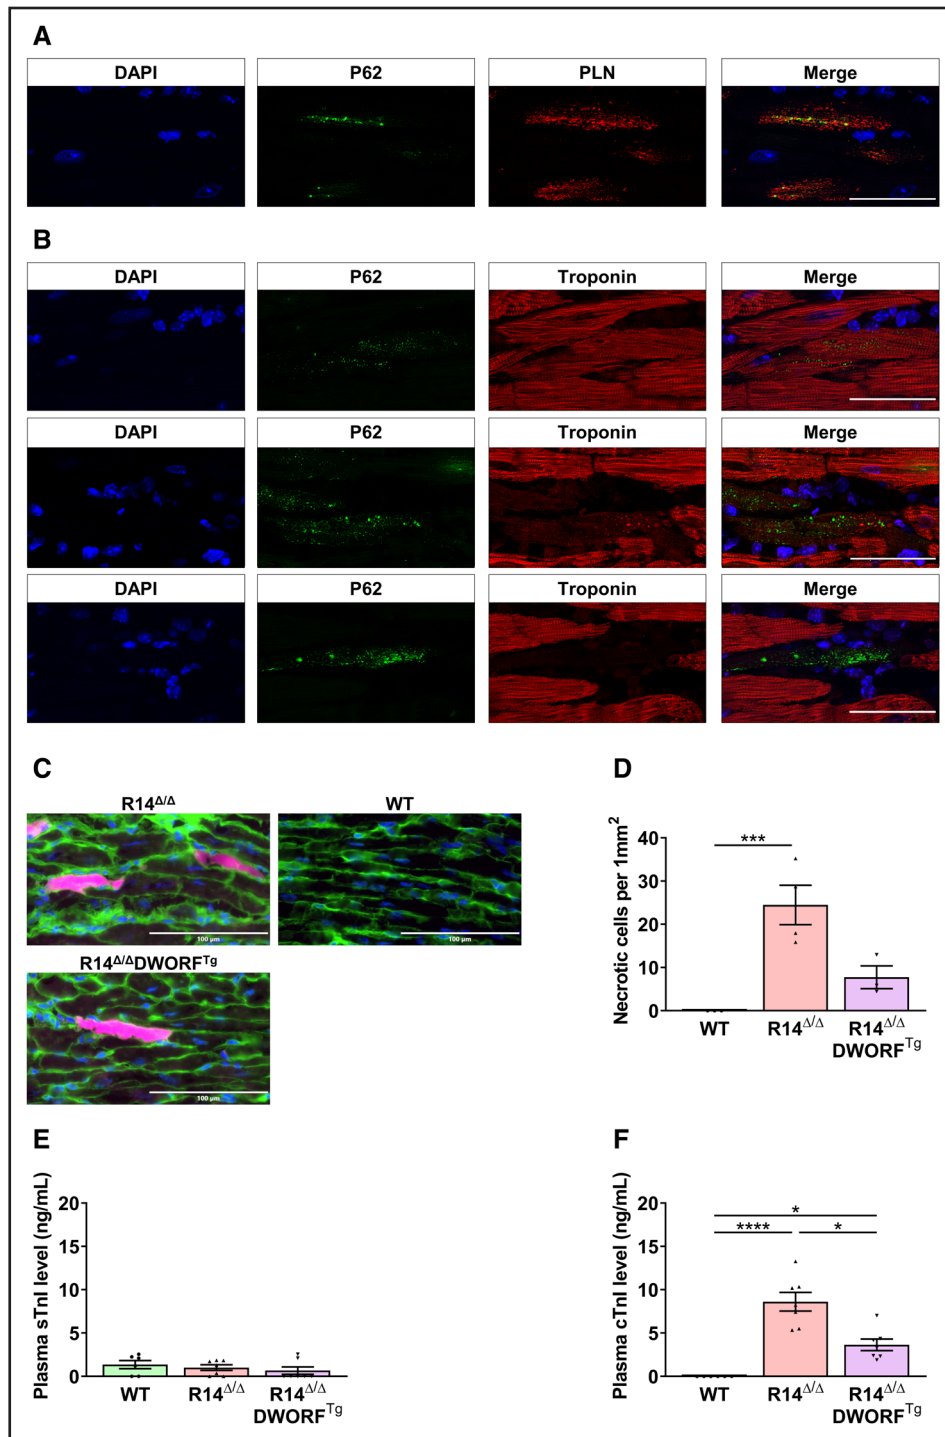 A
DAPI P62 PLN Merge
B
DAPI P62 Troponin Merge
DAPI P62 Troponin Merge
DAPI P62 Troponin Merge
C
R14Δ/Δ WT
100 µm 100 µm
R14Δ/ΔDWORFTg
100 µm
D
Necrotic cells per 1mm2
40
30
20
10
0
***
WT R14Δ/Δ R14Δ/Δ
DWORFTg
E
Plasma sTnI level (ng/mL)
20
15
10
5
0
WT R14Δ/Δ R14Δ/Δ
DWORFTg
F
Plasma cTnI level (ng/mL)
20
15
10
5
0
*
**** *
WT R14Δ/Δ R14Δ/Δ
DWORFTg